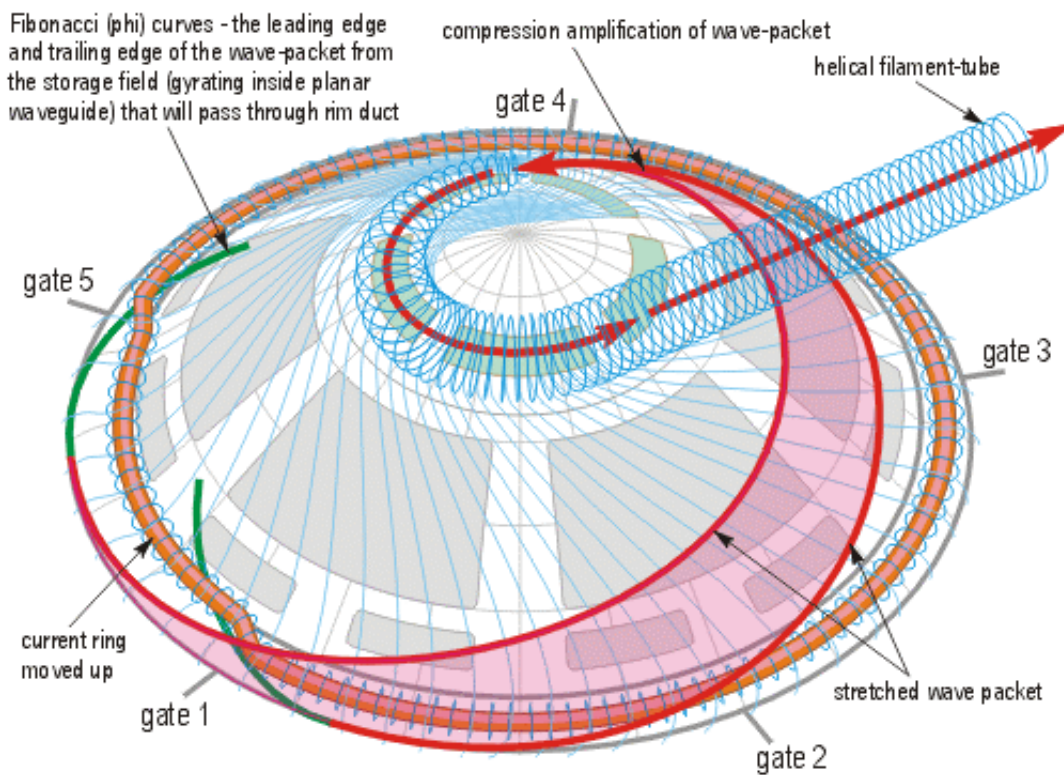 Fibonacci (phi) curves - the leading edge
and trailing edge of the wave-packet from
the storage field (gyrating inside planar
waveguide) that will pass through rim duct
compression amplification of wave-packet
helical filament-tube
gate 4
gate 5
gate 3
current ring
moved up
stretched wave packet
gate 1
gate 2